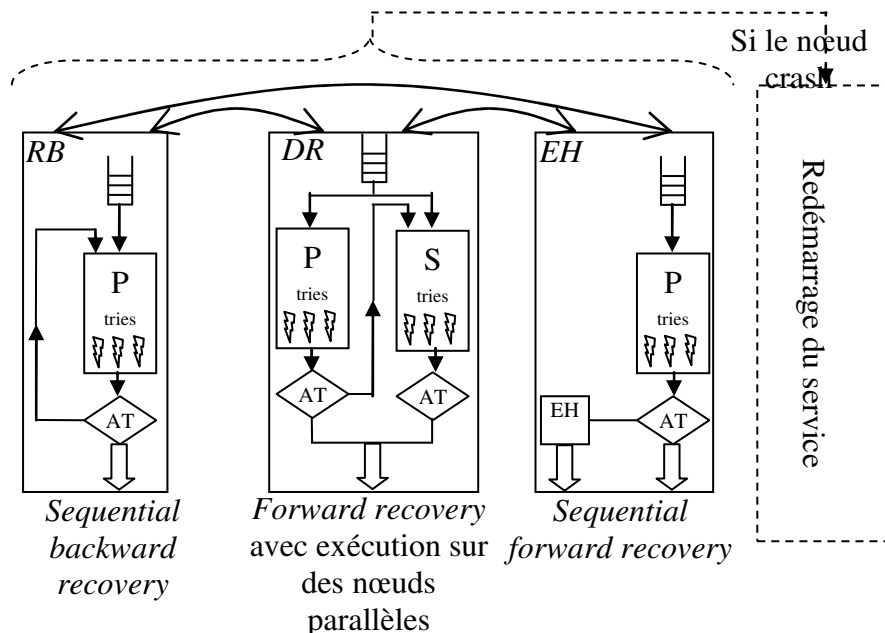 Si le nœud
crash
RB
DR
EH
P
tries
AT
P
tries
S
tries
AT
AT
P
tries
EH
AT
Redémarrage du service
Sequential
backward
recovery
Forward recovery
avec exécution sur
des nœuds
parallèles
Sequential
forward recovery